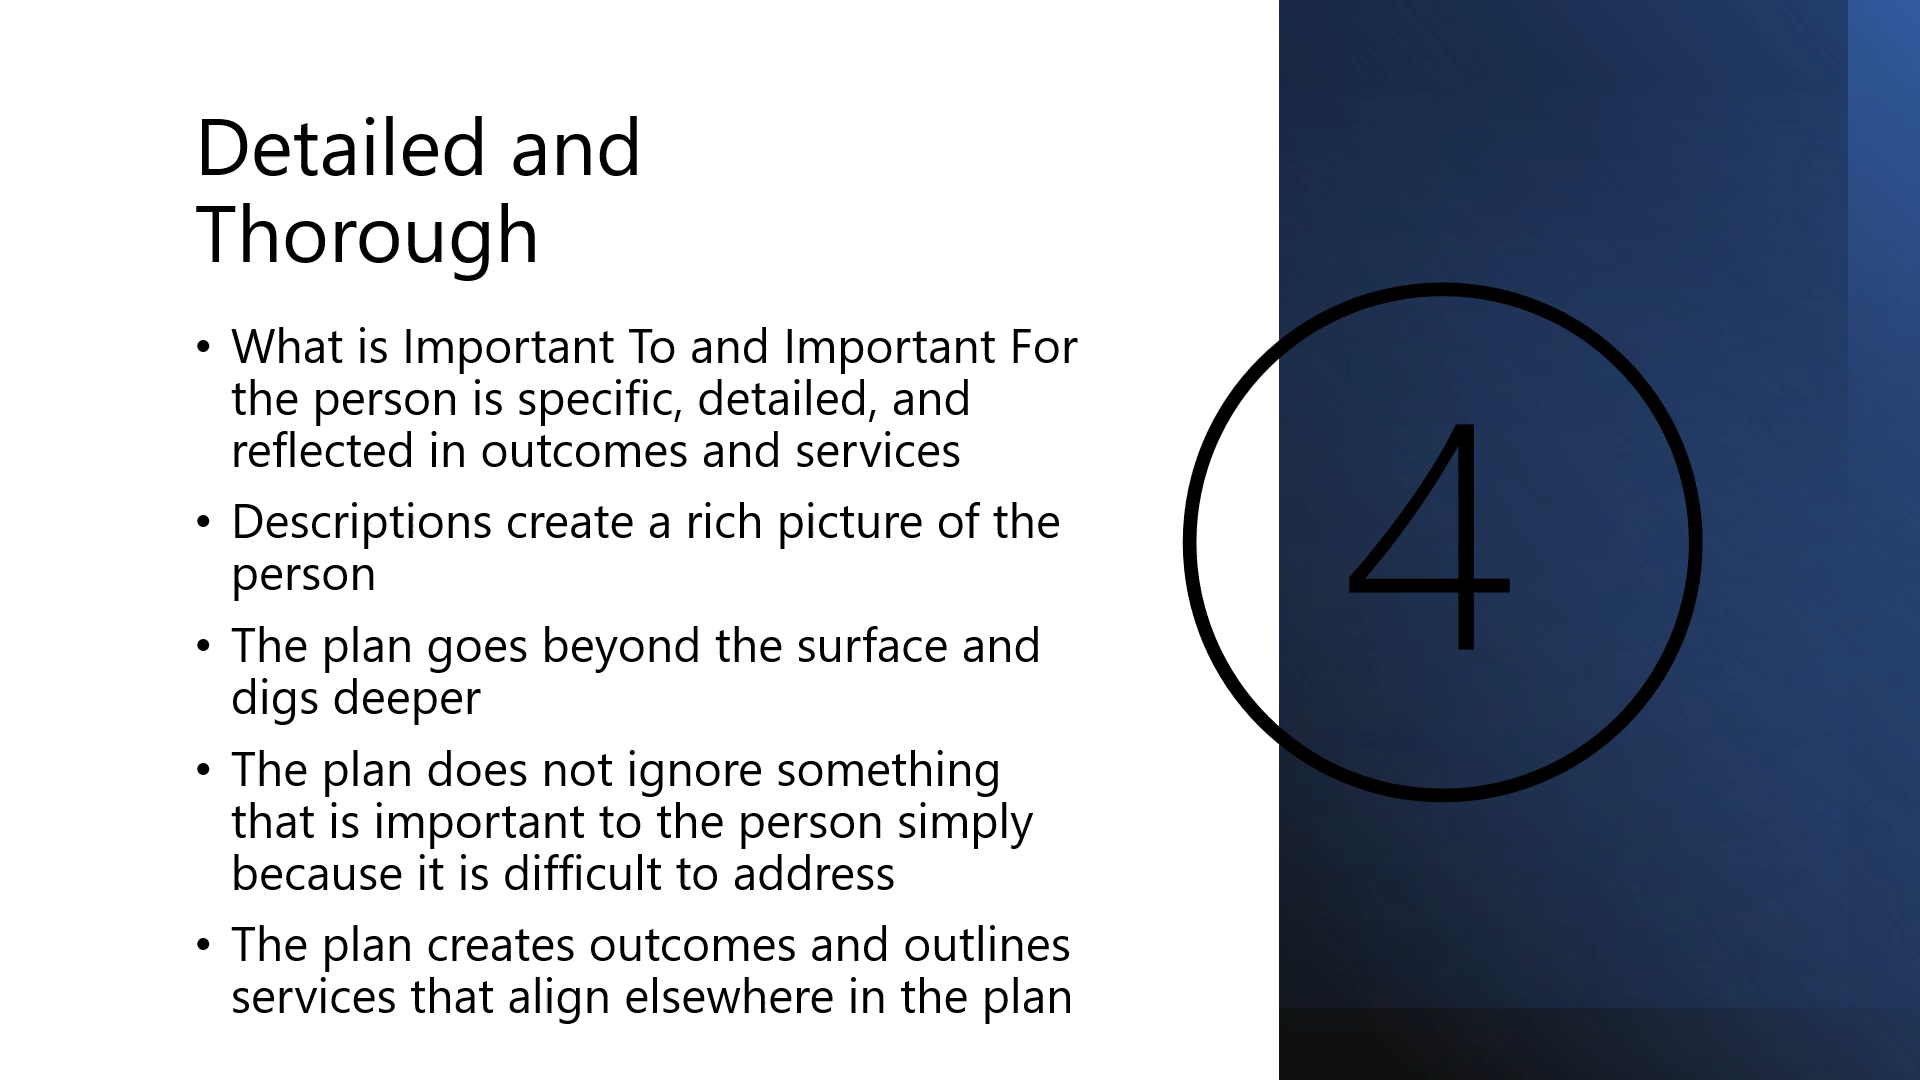 Detailed and
Thorough
• What is Important To and Important For
the person is specific, detailed, and
reflected in outcomes and services
• Descriptions create a rich picture of the
person
• The plan goes beyond the surface and
digs deeper
• The plan does not ignore something
that is important to the person simply
because it is difficult to address
• The plan creates outcomes and outlines
services that align elsewhere in the plan
4